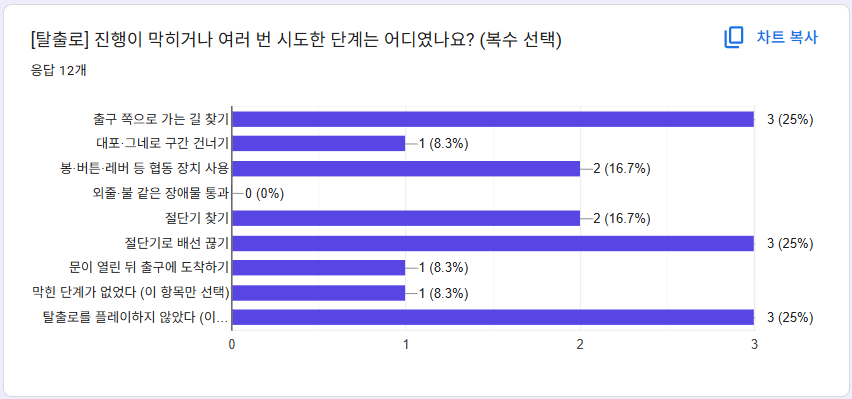 [탈출로] 진행이 막히거나 여러 번 시도한 단계는 어디였나요? (복수 선택)
차트 복사
응답 12개
출구 쪽으로 가는 길 찾기 3 (25%)
대포·그네로 구간 건너기 1 (8.3%)
봉·버튼·레버 등 협동 장치 사용 2 (16.7%)
외줄·불 같은 장애물 통과 0 (0%)
절단기 찾기 2 (16.7%)
절단기로 배선 끊기 3 (25%)
문이 열린 뒤 출구에 도착하기 1 (8.3%)
막힌 단계가 없었다 (이 항목만 선택) 1 (8.3%)
탈출로를 플레이하지 않았다 (이… 3 (25%)
0 1 2 3